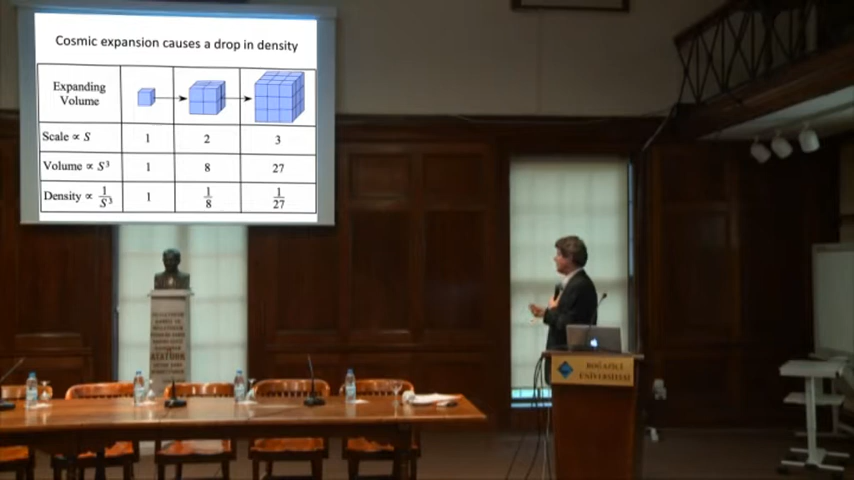 Cosmic expansion causes a drop in density
Expanding
Volume
Scale ∝ S 1 2 3
Volume ∝ S³ 1 8 27
Density ∝ 1/S³ 1 1/8 1/27
ATATÜRK
BOĞAZİÇİ
ÜNİVERSİTESİ